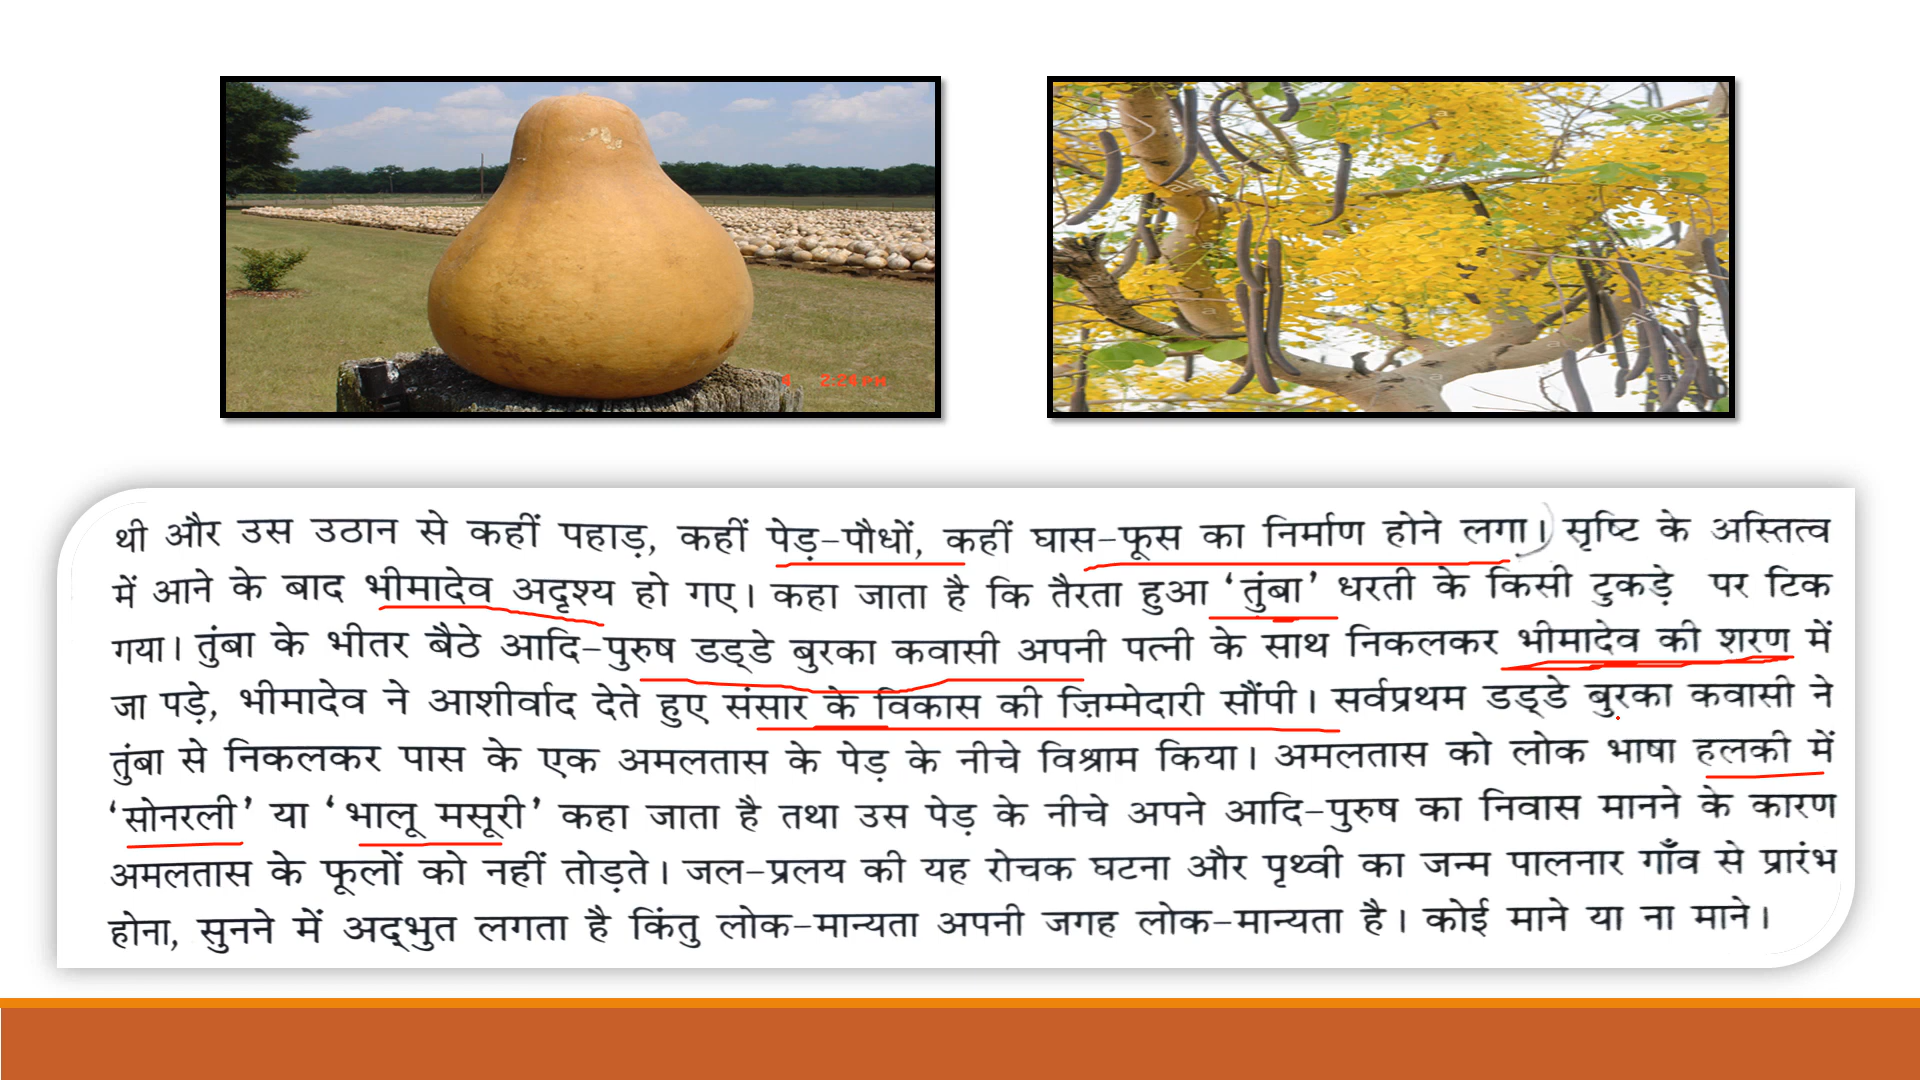 2:24 PM
थी और उस उठान से कहीं पहाड़, कहीं पेड़-पौधों, कहीं घास-फूस का निर्माण होने लगा। सृष्टि के अस्तित्व
में आने के बाद भीमादेव अदृश्य हो गए। कहा जाता है कि तैरता हुआ ‘तुंबा’ धरती के किसी टुकड़े पर टिक
गया। तुंबा के भीतर बैठे आदि-पुरुष डड्डे बुरका कवासी अपनी पत्नी के साथ निकलकर भीमादेव की शरण में
जा पड़े, भीमादेव ने आशीर्वाद देते हुए संसार के विकास की ज़िम्मेदारी सौंपी। सर्वप्रथम डड्डे बुरका कवासी ने
तुंबा से निकलकर पास के एक अमलतास के पेड़ के नीचे विश्राम किया। अमलतास को लोक भाषा हलकी में
‘सोनरली’ या ‘भालू मसूरी’ कहा जाता है तथा उस पेड़ के नीचे अपने आदि-पुरुष का निवास मानने के कारण
अमलतास के फूलों को नहीं तोड़ते। जल-प्रलय की यह रोचक घटना और पृथ्वी का जन्म पालनार गाँव से प्रारंभ
होना, सुनने में अद्भुत लगता है किंतु लोक-मान्यता अपनी जगह लोक-मान्यता है। कोई माने या ना माने।